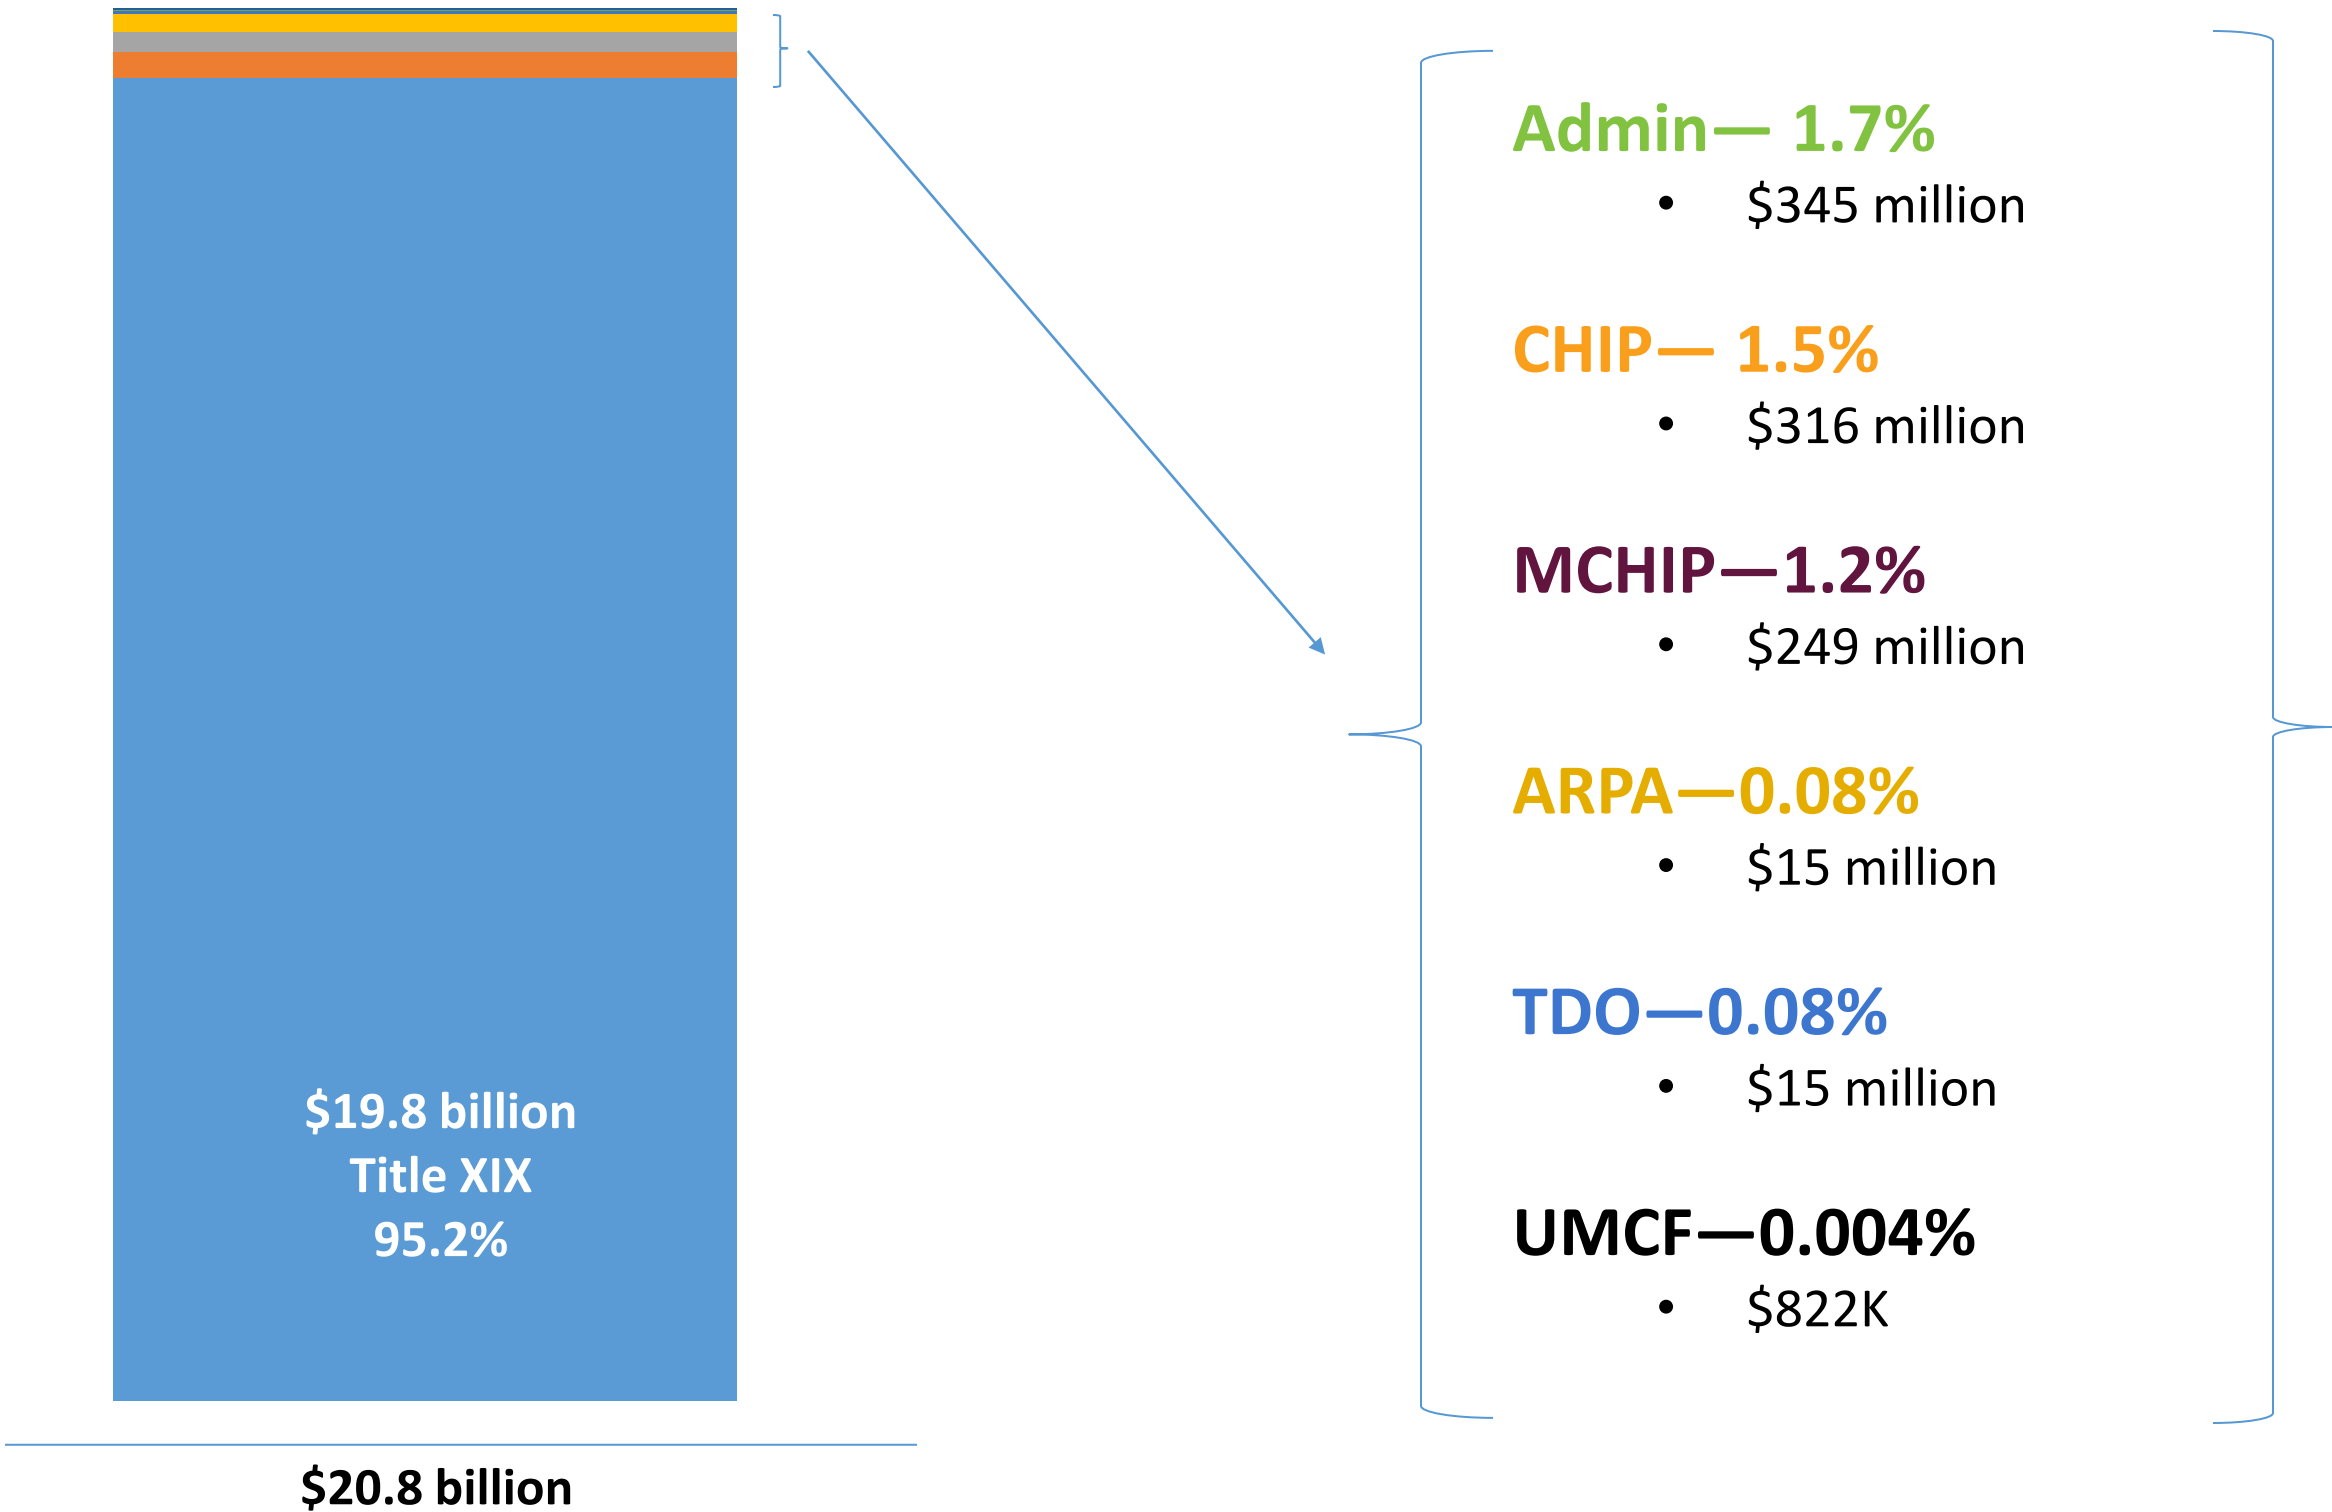 $19.8 billion
Title XIX
95.2%
$20.8 billion
Admin— 1.7%
• $345 million
CHIP— 1.5%
• $316 million
MCHIP—1.2%
• $249 million
ARPA—0.08%
• $15 million
TDO—0.08%
• $15 million
UMCF—0.004%
• $822K